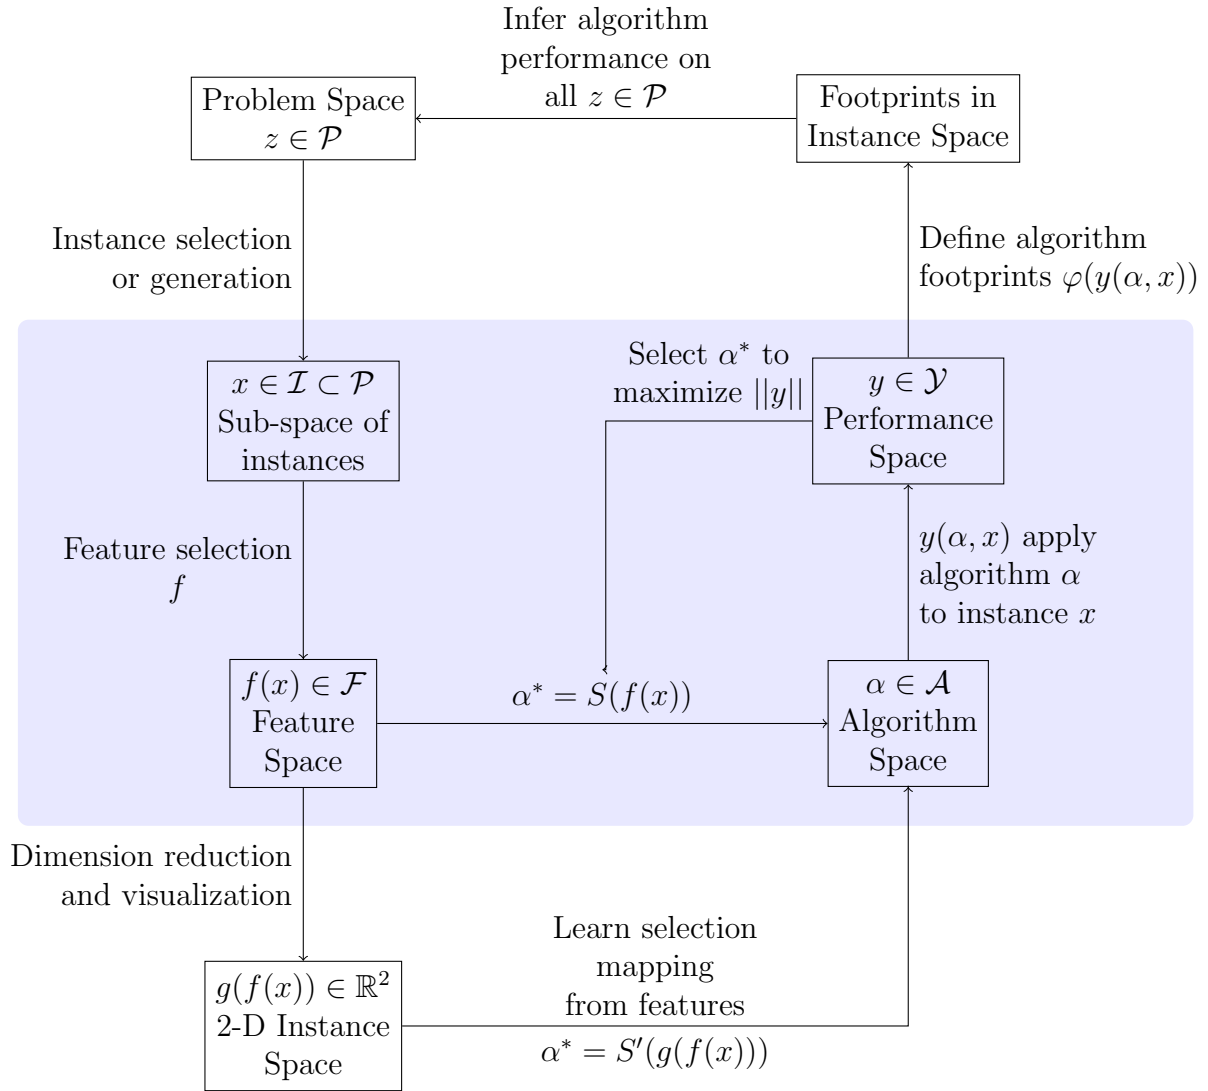 Infer algorithm
performance on
all z ∈ 𝒫
Problem Space
z ∈ 𝒫
Footprints in
Instance Space
Instance selection
or generation
Define algorithm
footprints φ(y(α, x))
x ∈ ℐ ⊂ 𝒫
Sub-space of
instances
Select α* to
maximize ||y||
y ∈ 𝒴
Performance
Space
Feature selection
f
y(α, x) apply
algorithm α
to instance x
f(x) ∈ ℱ
Feature
Space
α* = S(f(x))
α ∈ 𝒜
Algorithm
Space
Dimension reduction
and visualization
Learn selection
mapping
from features
α* = S′(g(f(x)))
g(f(x)) ∈ ℝ²
2-D Instance
Space